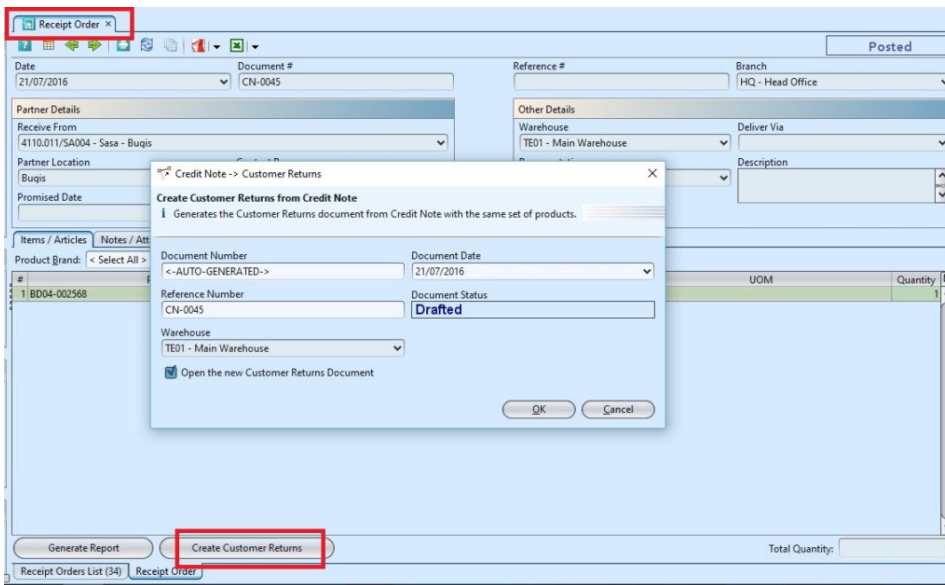 Receipt Order ×
Posted
Date
Document #
Reference #
Branch
21/07/2016
CN-0045
HQ - Head Office
Partner Details
Other Details
Receive From
Warehouse
Deliver Via
4110.011/SA004 - Sasa - Bugis
TE01 - Main Warehouse
Partner Location
Description
Bugis
Promised Date
Credit Note -> Customer Returns
Create Customer Returns from Credit Note
i Generates the Customer Returns document from Credit Note with the same set of products.
Document Number
Document Date
<-AUTO-GENERATED->
21/07/2016
Reference Number
Document Status
CN-0045
Drafted
Warehouse
TE01 - Main Warehouse
Open the new Customer Returns Document
OK
Cancel
Items / Articles
Notes / Att
Product Brand:
< Select All >
#
UOM
Quantity
1 BD04-002568
1
Generate Report
Create Customer Returns
Total Quantity:
Receipt Orders List (34)
Receipt Order